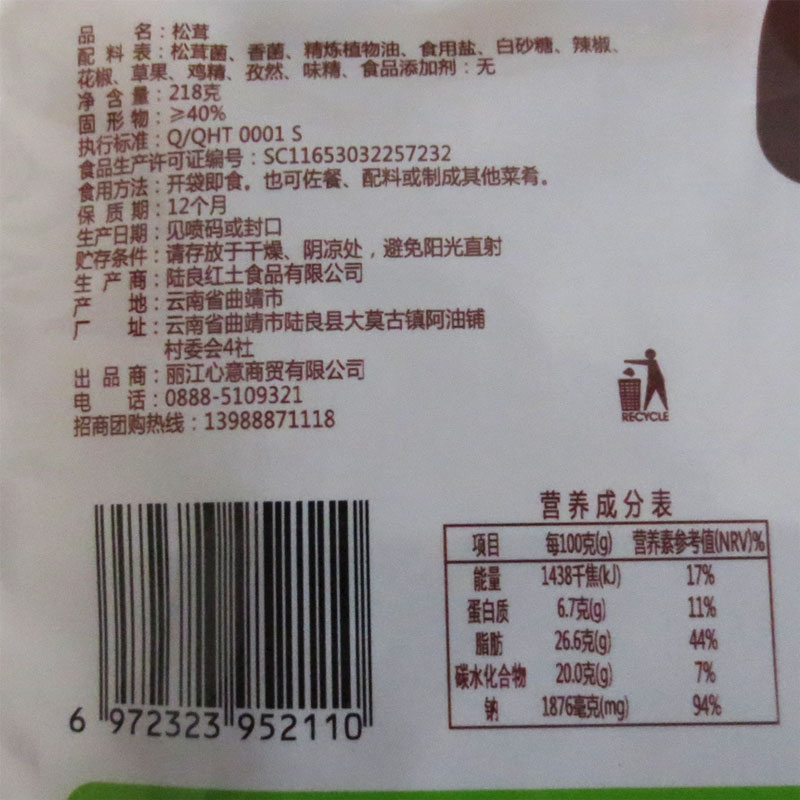 品名：松茸
配料表：松茸菌、香菌、精炼植物油、食用盐、白砂糖、辣椒、
花椒、草果、鸡精、孜然、味精、食品添加剂：无
净含量：218克
固形物：≥40%
执行标准：Q/QHT 0001 S
食品生产许可证编号：SC11653032257232
食用方法：开袋即食。也可佐餐、配料或制成其他菜肴。
保质期：12个月
生产日期：见喷码或封口
贮存条件：请存放于干燥、阴凉处，避免阳光直射
生产商：陆良红土食品有限公司
产地：云南省曲靖市
厂址：云南省曲靖市陆良县大莫古镇阿油铺
村委会4社
出品商：丽江心意商贸有限公司
电话：0888-5109321
招商团购热线：13988871118
RECYCLE
6 972323 952110
营养成分表
项目 每100克(g) 营养素参考值(NRV)%
能量 1438千焦(kJ) 17%
蛋白质 6.7克(g) 11%
脂肪 26.6克(g) 44%
碳水化合物 20.0克(g) 7%
钠 1876毫克(mg) 94%